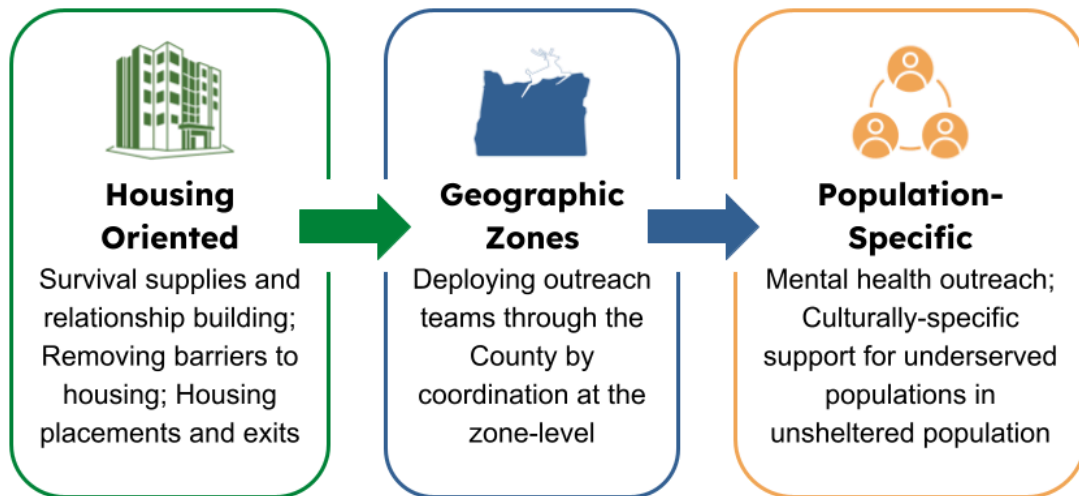 Housing
Oriented
Survival supplies and
relationship building;
Removing barriers to
housing; Housing
placements and exits
Geographic
Zones
Deploying outreach
teams through the
County by
coordination at the
zone-level
Population-
Specific
Mental health outreach;
Culturally-specific
support for underserved
populations in
unsheltered population